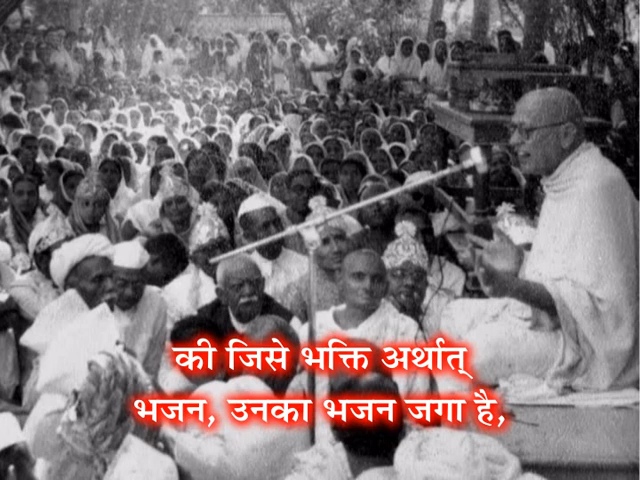 की जिसे भक्ति अर्थात्
भजन, उनका भजन जगा है,